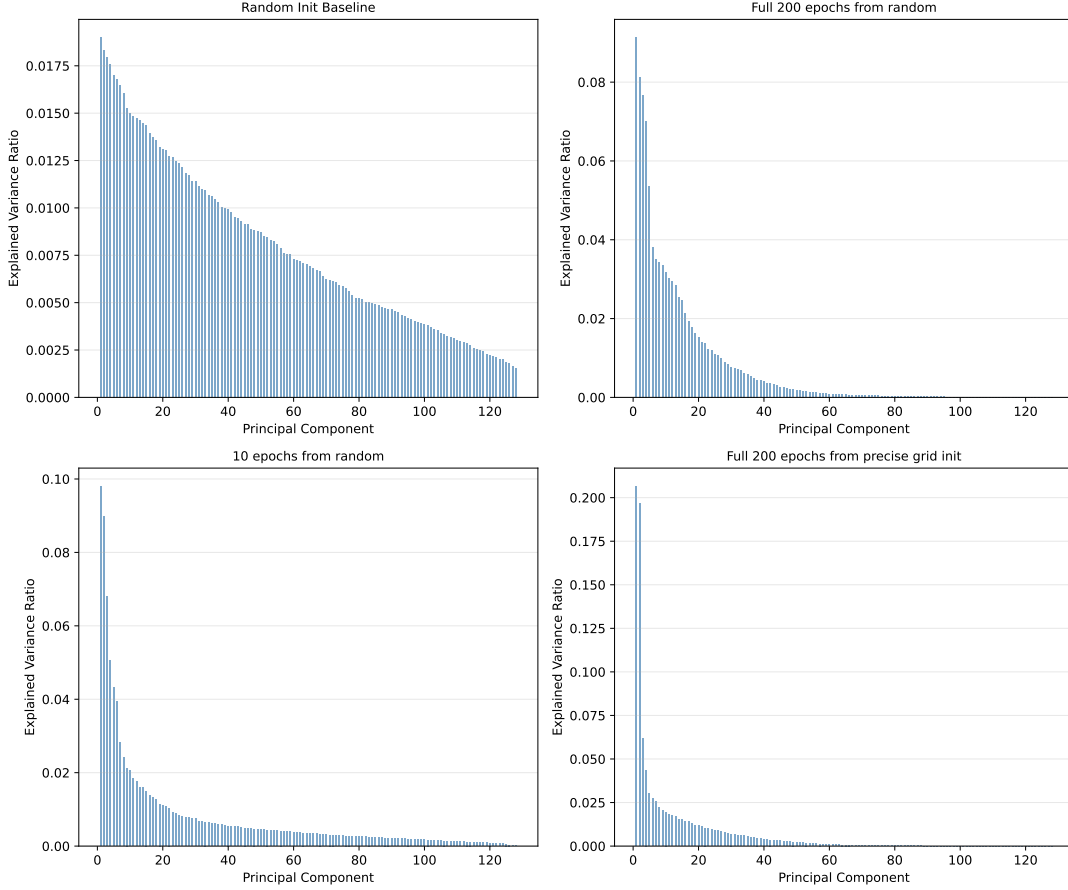 Random Init Baseline
Explained Variance Ratio
0.0175
0.0150
0.0125
0.0100
0.0075
0.0050
0.0025
0.0000
0 20 40 60 80 100 120
Principal Component
Full 200 epochs from random
Explained Variance Ratio
0.08
0.06
0.04
0.02
0.00
0 20 40 60 80 100 120
Principal Component
10 epochs from random
Explained Variance Ratio
0.10
0.08
0.06
0.04
0.02
0.00
0 20 40 60 80 100 120
Principal Component
Full 200 epochs from precise grid init
Explained Variance Ratio
0.200
0.175
0.150
0.125
0.100
0.075
0.050
0.025
0.000
0 20 40 60 80 100 120
Principal Component